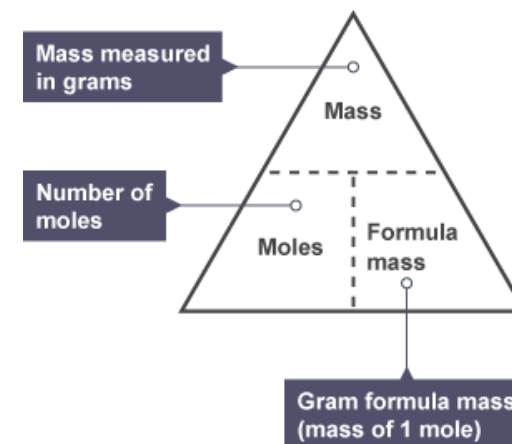 Mass measured
in grams
Mass
Number of
moles
Moles
Formula
mass
Gram formula mass
(mass of 1 mole)